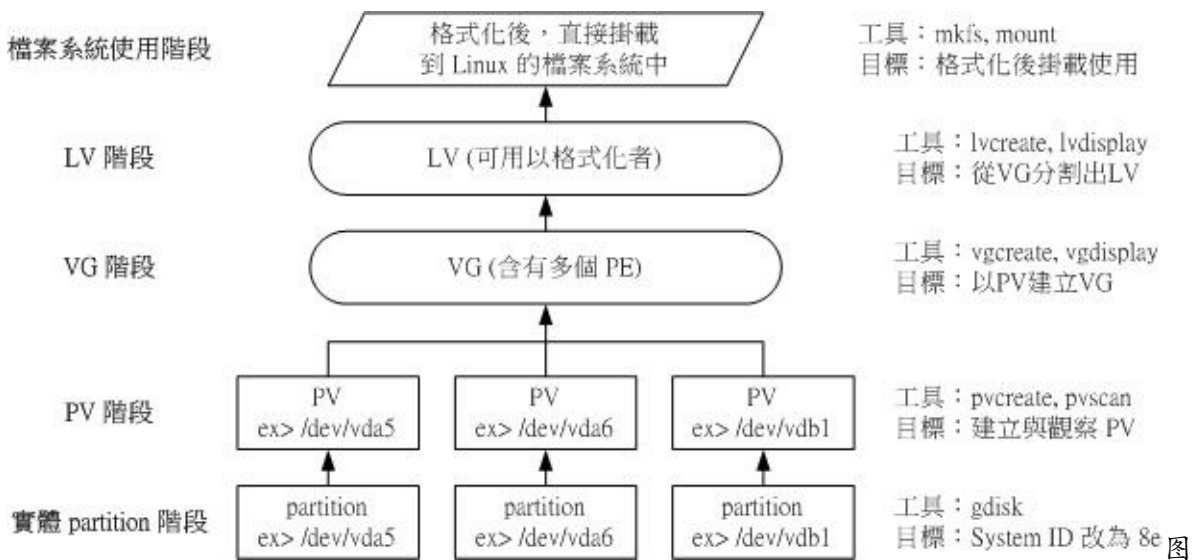 檔案系統使用階段
格式化後，直接掛載
到 Linux 的檔案系統中
工具：mkfs, mount
目標：格式化後掛載使用
LV 階段
LV (可用以格式化者)
工具：lvcreate, lvdisplay
目標：從VG分割出LV
VG 階段
VG (含有多個 PE)
工具：vgcreate, vgdisplay
目標：以PV建立VG
PV 階段
PV
ex> /dev/vda5
PV
ex> /dev/vda6
PV
ex> /dev/vdb1
工具：pvcreate, pvscan
目標：建立與觀察 PV
實體 partition 階段
partition
ex> /dev/vda5
partition
ex> /dev/vda6
partition
ex> /dev/vdb1
工具：gdisk
目標：System ID 改為 8e
图